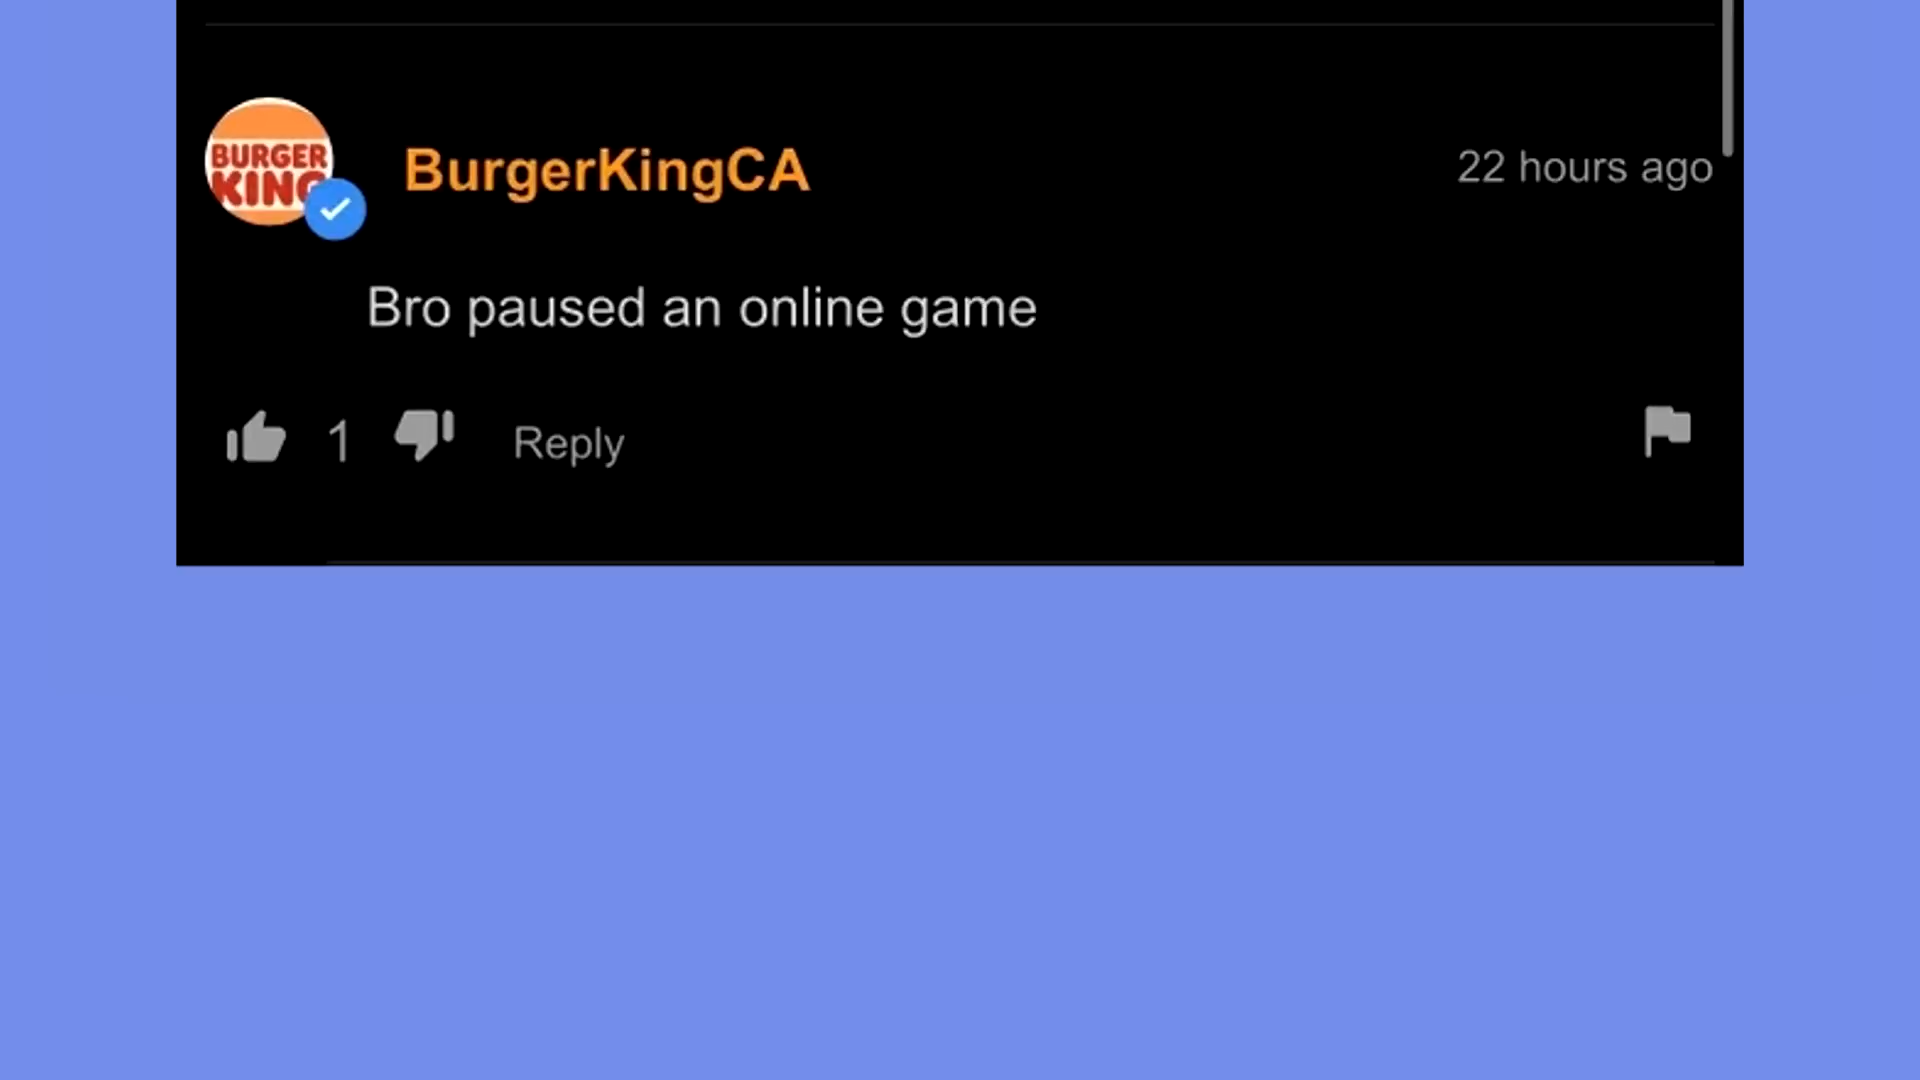 BURGER
KING
BurgerKingCA
22 hours ago
Bro paused an online game
1
Reply